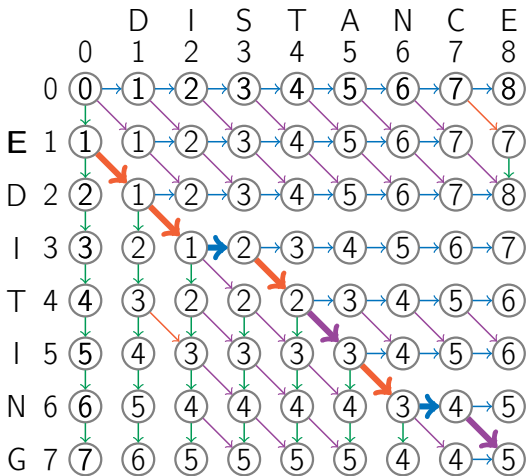 D I S T A N C E
0 1 2 3 4 5 6 7 8
0 0 1 2 3 4 5 6 7 8
E 1 1 1 2 3 4 5 6 7 7
D 2 2 1 2 3 4 5 6 7 8
I 3 3 2 1 2 3 4 5 6 7
T 4 4 3 2 2 2 3 4 5 6
I 5 5 4 3 3 3 3 4 5 6
N 6 6 5 4 4 4 4 3 4 5
G 7 7 6 5 5 5 5 4 4 5